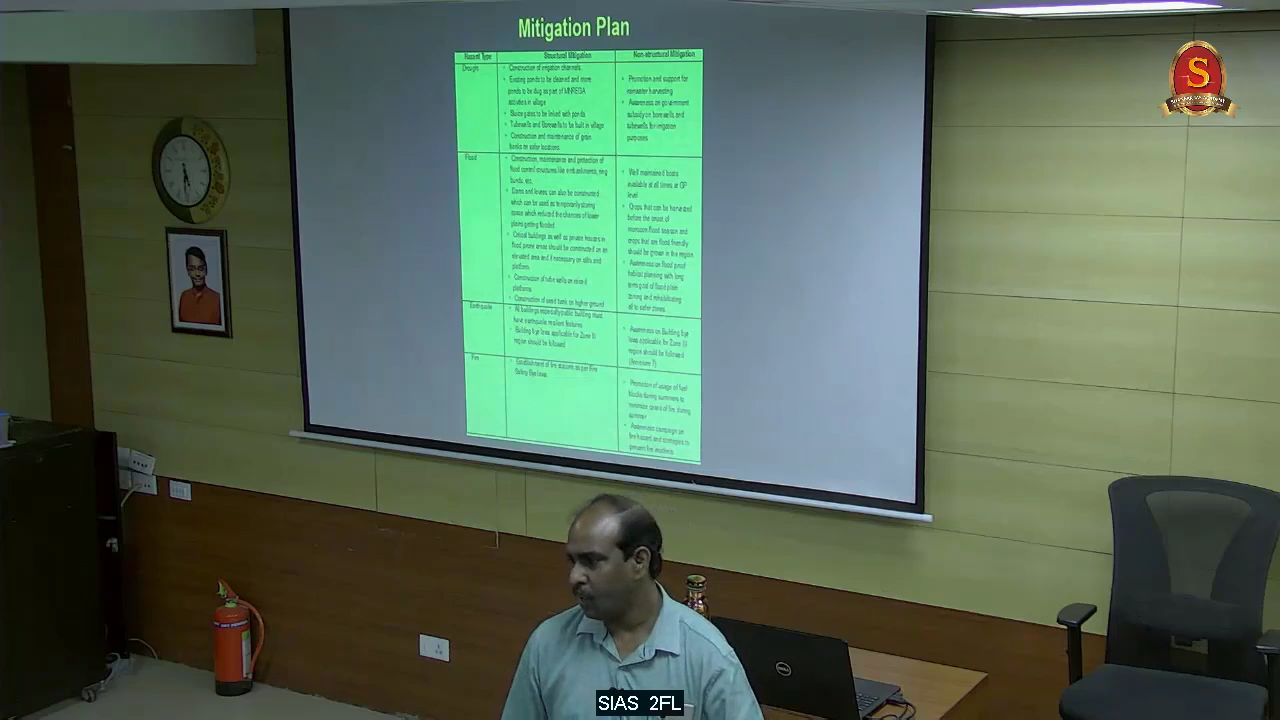 Mitigation Plan
Hazard Type Structural Mitigation Non-structural Mitigation
Drought
Construction of irrigation channels
Existing ponds to be cleaned and more
ponds to be dug as part of MNREGA
activities in village
Sluice gates to be linked with ponds
Tubewells and Borewells to be built in village
Construction and maintenance of grain
banks on safer locations
Promotion and support for
rainwater harvesting
Awareness on government
subsidy on borewells and
tubewells for irrigation
purposes
Flood
Construction, maintenance and protection of
flood control structures like embankments, ring
bunds, etc.
Dams and levees can also be constructed
which can be used as temporarily storing
space which reduced the chances of lower
plains getting flooded
Critical buildings as well as private houses in
flood prone areas should be constructed on an
elevated area and if necessary on stilts and
platform
Construction of tube wells on raised
platforms
Construction of seed bank on higher ground
Well maintained boats
available at all times at GP
level
Crops that can be harvested
before the onset of
monsoon/flood season and
crops that are flood friendly
should be grown in the region
Awareness on flood proof
habitat planning with long
term goal of flood plain
zoning and rehabilitating
all to safer zones.
Earthquake
All buildings especially public building must
have earthquake resilient features
Building bye laws applicable for Zone III
region should be followed
Awareness on Building bye
laws applicable for Zone III
region should be followed
Fire
Establishment of fire stations as per Fire
Safety Bye laws
Promotion of usage of fuel
blocks during summers to
minimize cases of fire during
summer
Awareness campaign on
fire hazard and strategies to
prevent fire incidents
S
DELL
SIAS 2FL